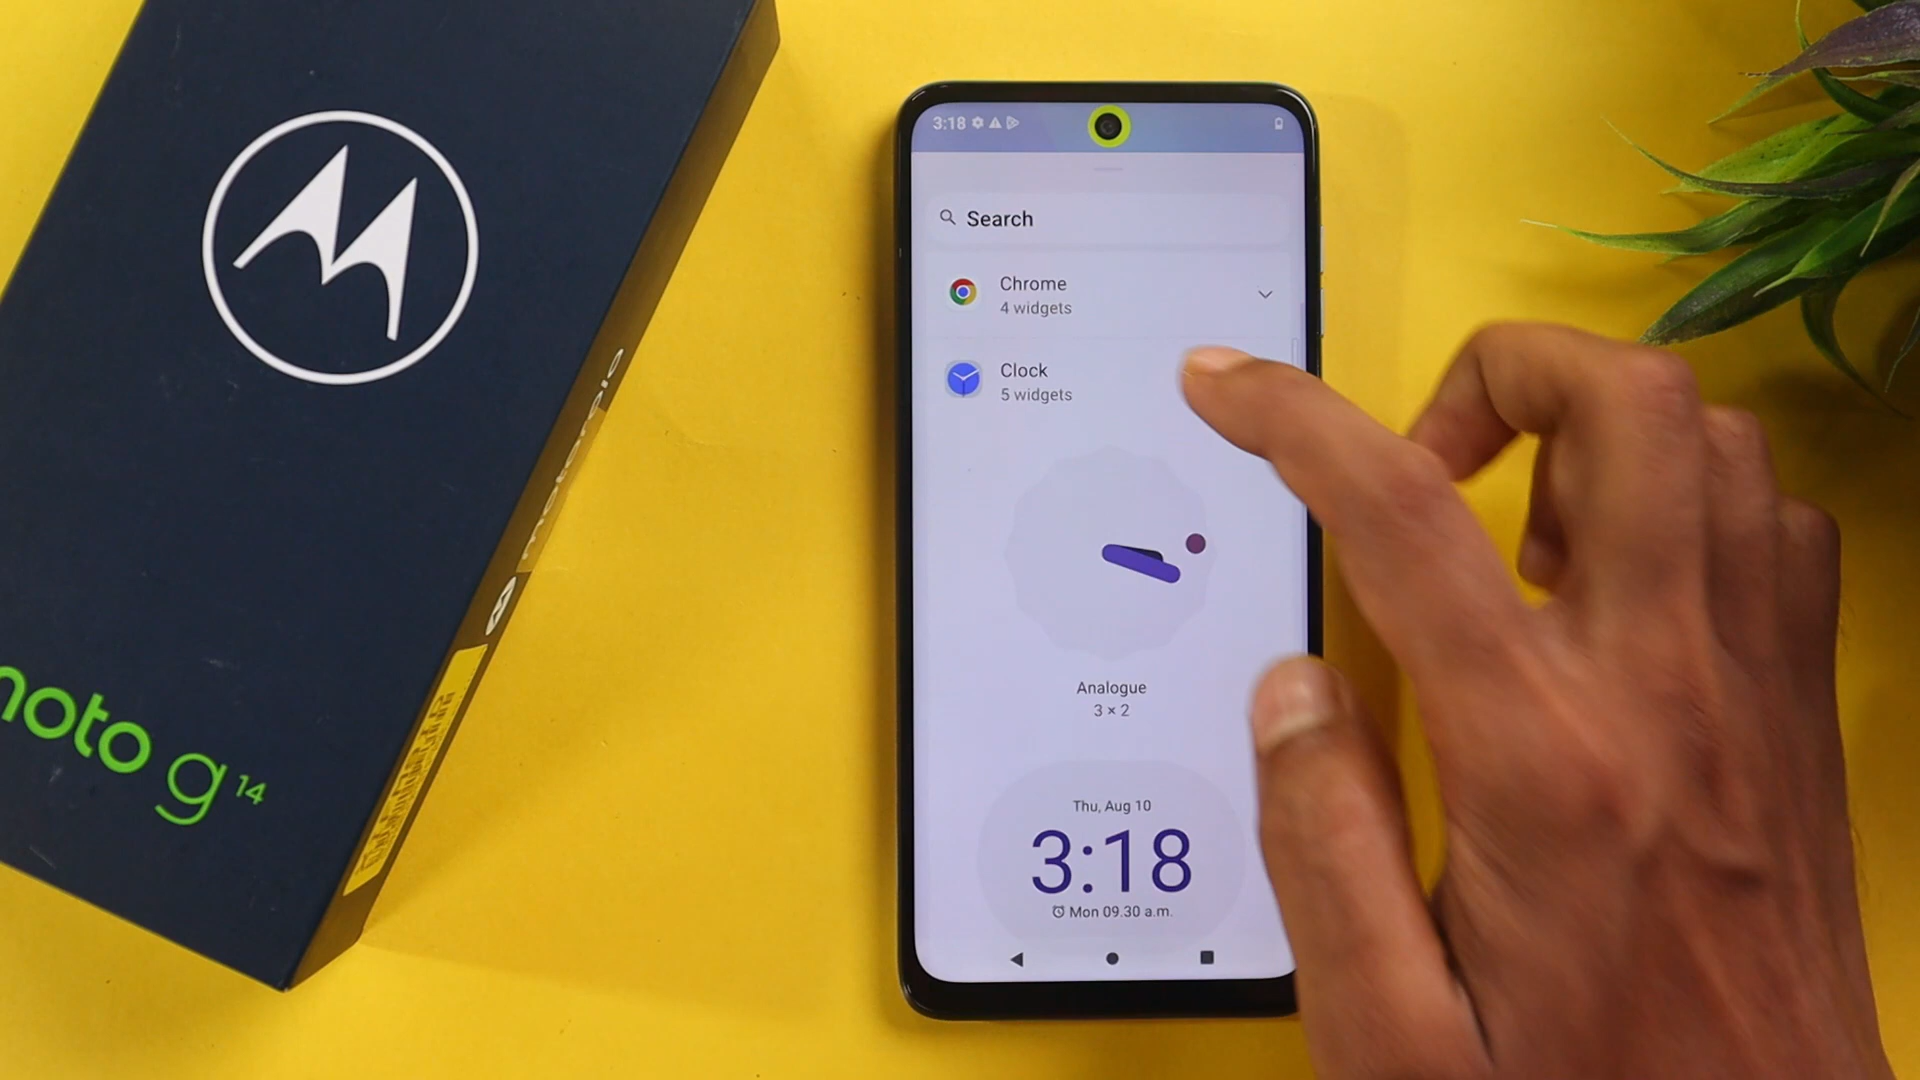 motorola
moto g 14
3:18
Search
Chrome
4 widgets
Clock
5 widgets
Analogue
3 × 2
Thu, Aug 10
3:18
Mon 09.30 a.m.